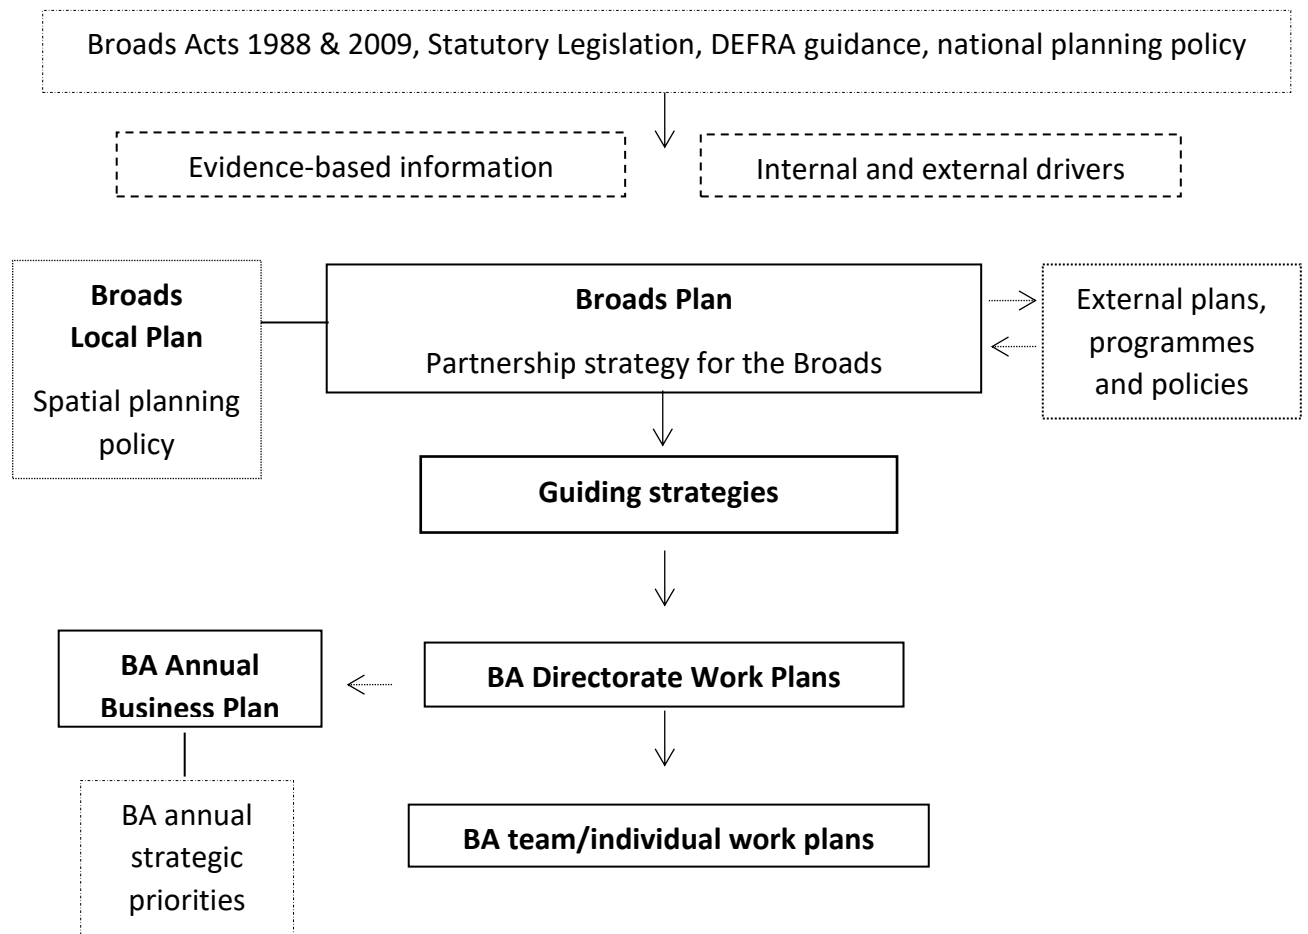 Broads Acts 1988 & 2009, Statutory Legislation, DEFRA guidance, national planning policy
Evidence-based information
Internal and external drivers
Broads
Local Plan
Spatial planning
policy
Broads Plan
Partnership strategy for the Broads
External plans,
programmes
and policies
Guiding strategies
BA Annual
Business Plan
BA Directorate Work Plans
BA annual
strategic
priorities
BA team/individual work plans